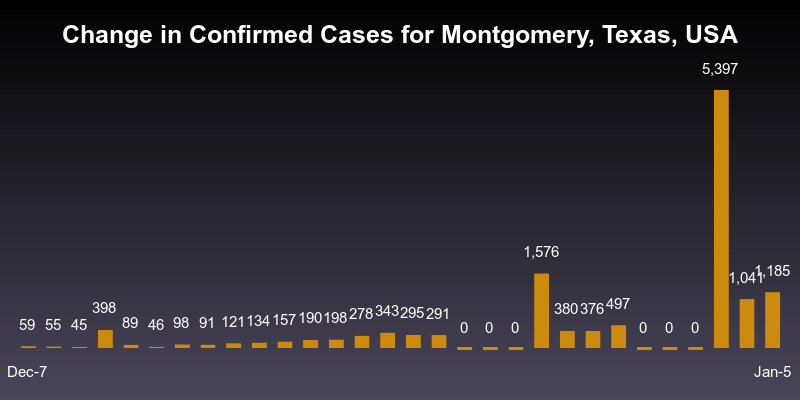 Change in Confirmed Cases for Montgomery, Texas, USA
5,397
1,576
1,041 1,185
59 55 45 398 89 46 98 91 121 134 157 190 198 278 343 295 291 0 0 0 380 376 497 0 0 0
Dec-7 Jan-5